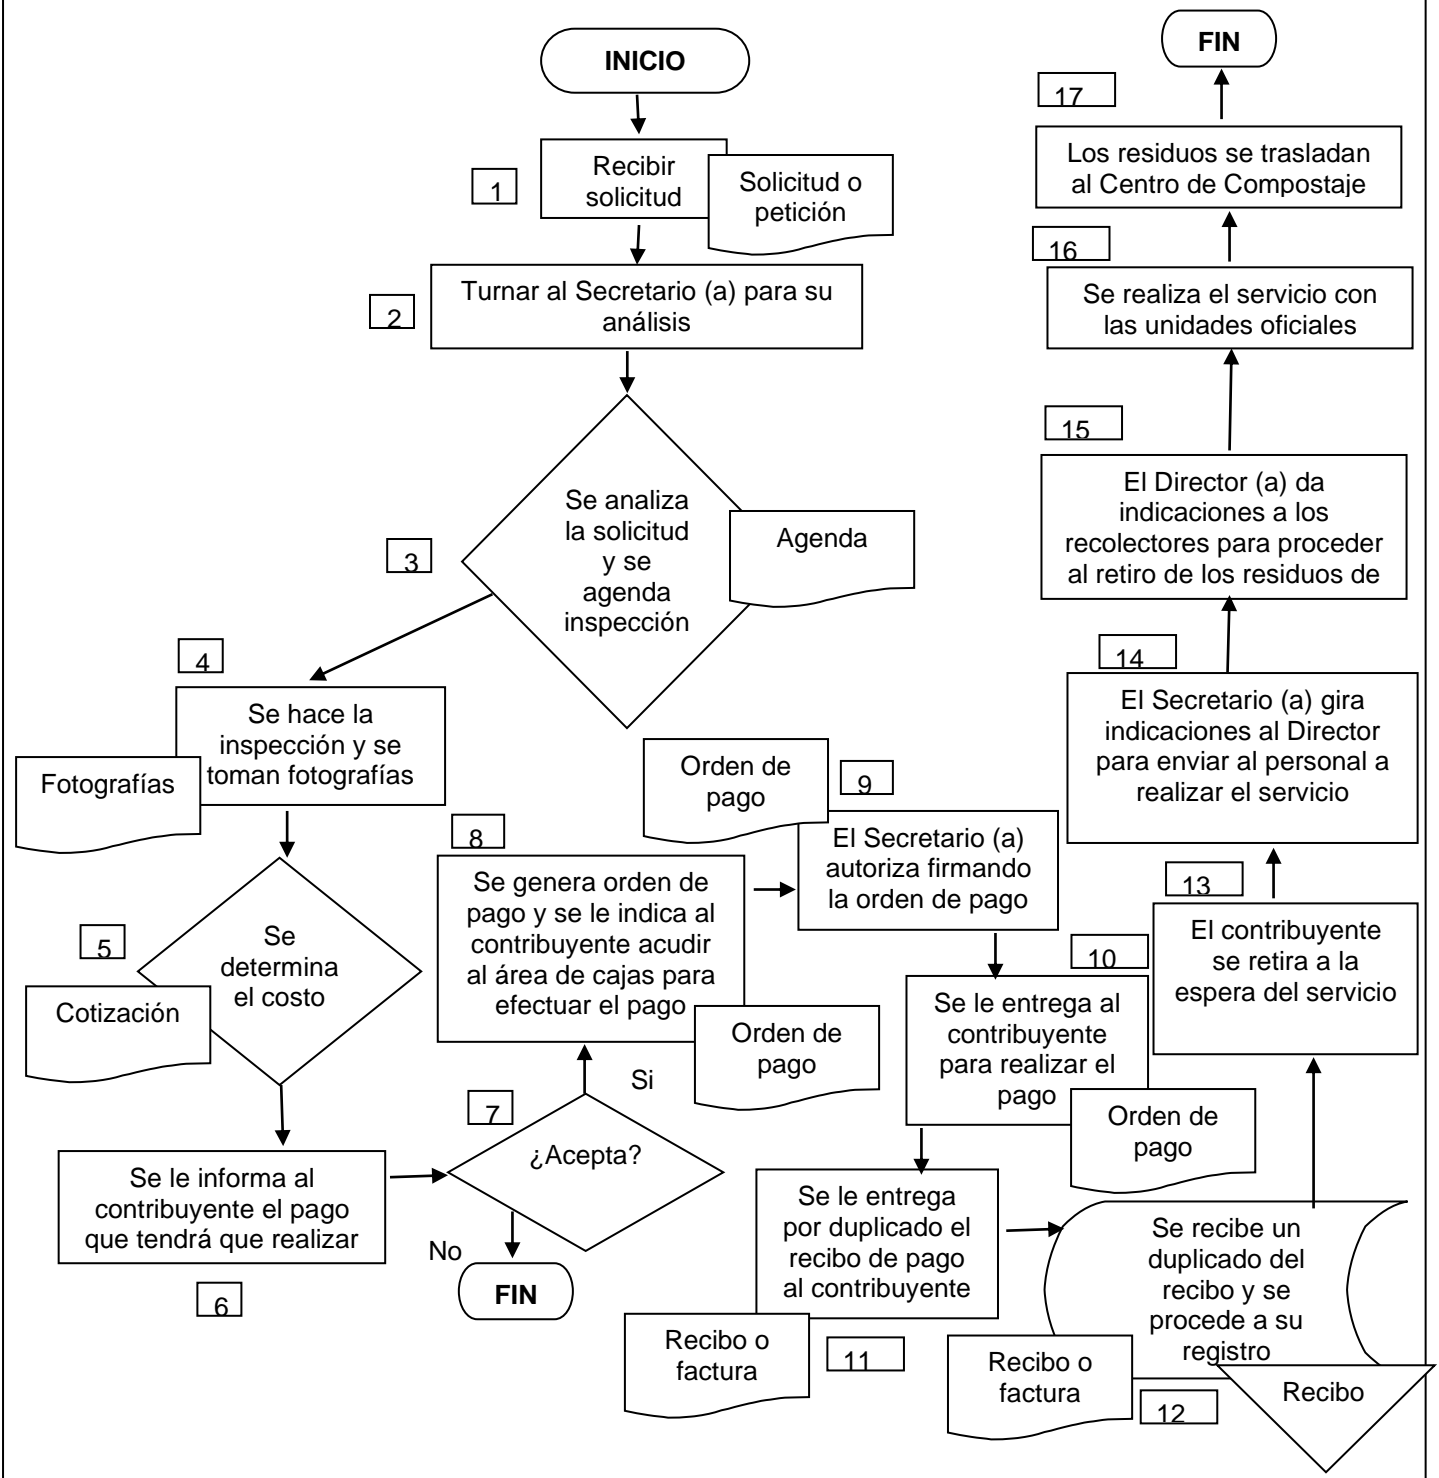 INICIO
1
Recibir
solicitud
Solicitud o
petición
2
Turnar al Secretario (a) para su
análisis
3
Se analiza
la solicitud
y se
agenda
inspección
Agenda
4
Se hace la
inspección y se
toman fotografías
Fotografías
5
Se
determina
el costo
Cotización
Se le informa al
contribuyente el pago
que tendrá que realizar
6
7
¿Acepta?
Si
No
FIN
8
Se genera orden de
pago y se le indica al
contribuyente acudir
al área de cajas para
efectuar el pago
Orden de
pago
Orden de
pago
9
El Secretario (a)
autoriza firmando
la orden de pago
10
Se le entrega al
contribuyente
para realizar el
pago
Orden de
pago
Se le entrega
por duplicado el
recibo de pago
al contribuyente
Recibo o
factura
11
Se recibe un
duplicado del
recibo y se
procede a su
registro
Recibo o
factura
12
Recibo
13
El contribuyente
se retira a la
espera del servicio
14
El Secretario (a) gira
indicaciones al Director
para enviar al personal a
realizar el servicio
15
El Director (a) da
indicaciones a los
recolectores para proceder
al retiro de los residuos de
16
Se realiza el servicio con
las unidades oficiales
17
Los residuos se trasladan
al Centro de Compostaje
FIN